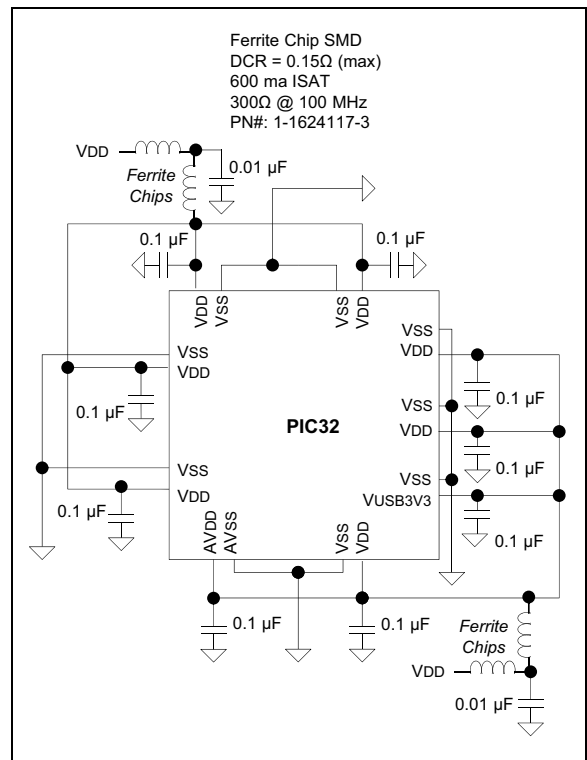 Ferrite Chip SMD
DCR = 0.15Ω (max)
600 ma ISAT
300Ω @ 100 MHz
PN#: 1-1624117-3
VDD
0.01 µF
Ferrite
Chips
0.1 µF
0.1 µF
VDD
VSS
VSS
VDD
VSS
VDD
0.1 µF
VSS
VDD
0.1 µF
PIC32
VSS
VDD
0.1 µF
VSS
VDD
0.1 µF
VSS
VUSB3V3
0.1 µF
AVDD
AVSS
VSS
VDD
0.1 µF
0.1 µF
Ferrite
Chips
VDD
0.01 µF